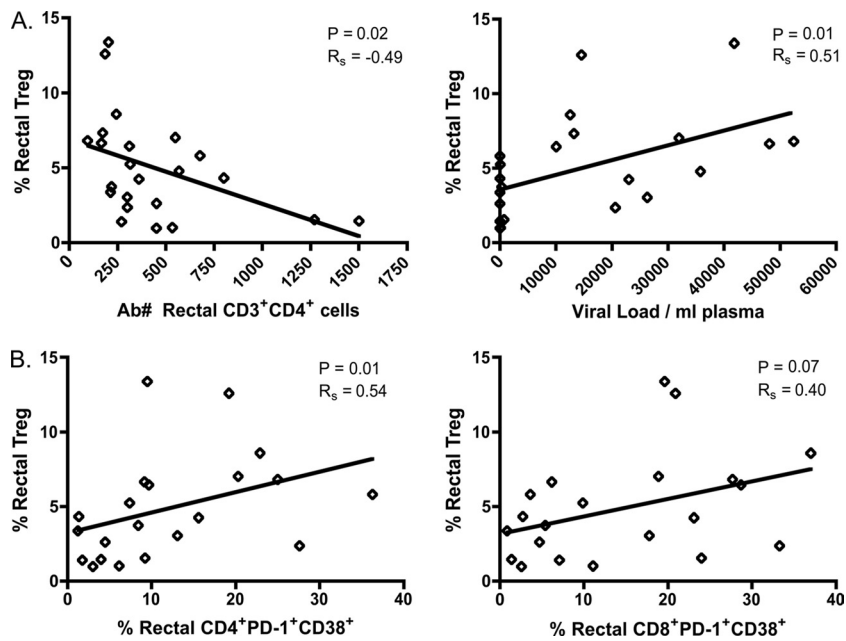 A.
P = 0.02
Rs = -0.49
% Rectal Treg
15
10
5
0
0 250 500 750 1000 1250 1500 1750
Ab# Rectal CD3+CD4+ cells
P = 0.01
Rs = 0.51
% Rectal Treg
15
10
5
0
0 10000 20000 30000 40000 50000 60000
Viral Load / ml plasma
B.
P = 0.01
Rs = 0.54
% Rectal Treg
15
10
5
0
0 10 20 30 40
% Rectal CD4+PD-1+CD38+
P = 0.07
Rs = 0.40
% Rectal Treg
15
10
5
0
0 10 20 30 40
% Rectal CD8+PD-1+CD38+